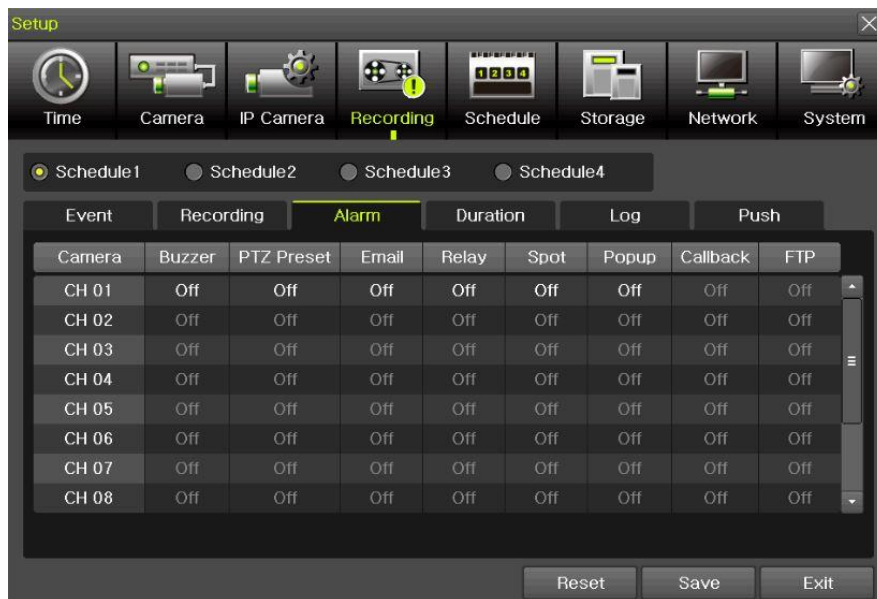 Setup
Time Camera IP Camera Recording Schedule Storage Network System
1 2 3 4
Schedule1 Schedule2 Schedule3 Schedule4
Event Recording Alarm Duration Log Push
Camera Buzzer PTZ Preset Email Relay Spot Popup Callback FTP
CH 01 Off Off Off Off Off Off Off Off
CH 02 Off Off Off Off Off Off Off Off
CH 03 Off Off Off Off Off Off Off Off
CH 04 Off Off Off Off Off Off Off Off
CH 05 Off Off Off Off Off Off Off Off
CH 06 Off Off Off Off Off Off Off Off
CH 07 Off Off Off Off Off Off Off Off
CH 08 Off Off Off Off Off Off Off Off
Reset Save Exit